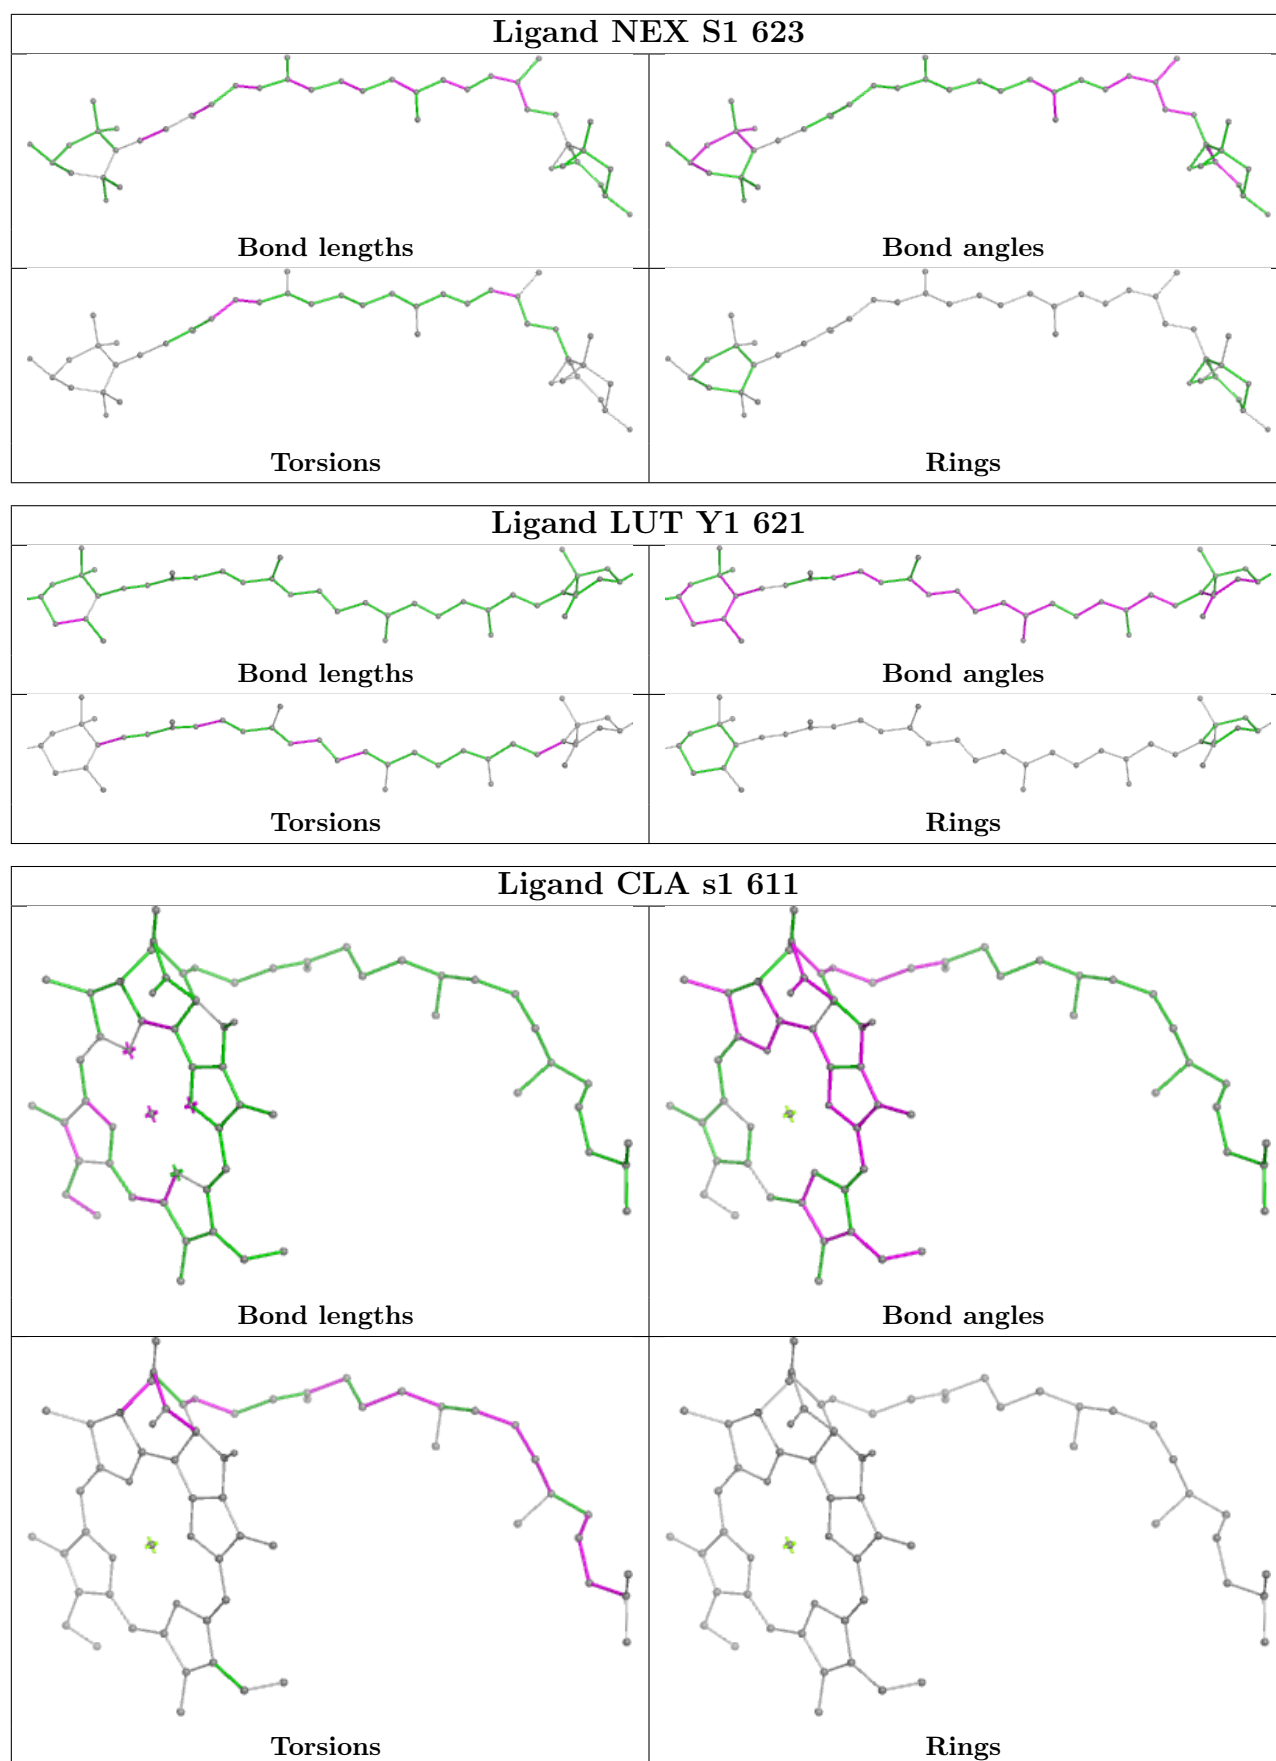 Ligand NEX S1 623
Bond lengths
Bond angles
Torsions
Rings
Ligand LUT Y1 621
Bond lengths
Bond angles
Torsions
Rings
Ligand CLA s1 611
Bond lengths
Bond angles
Torsions
Rings